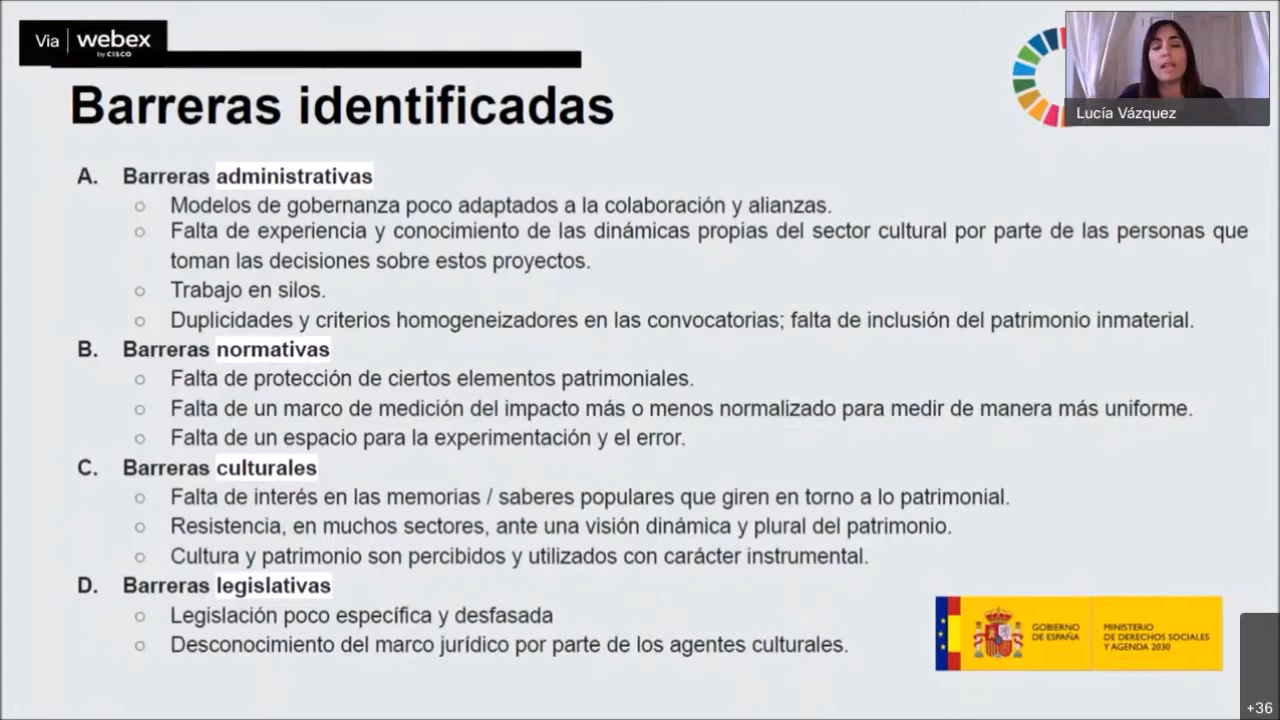 Via webex
by CISCO
Lucía Vázquez
Barreras identificadas
A. Barreras administrativas
○ Modelos de gobernanza poco adaptados a la colaboración y alianzas.
○ Falta de experiencia y conocimiento de las dinámicas propias del sector cultural por parte de las personas que
toman las decisiones sobre estos proyectos.
○ Trabajo en silos.
○ Duplicidades y criterios homogeneizadores en las convocatorias; falta de inclusión del patrimonio inmaterial.
B. Barreras normativas
○ Falta de protección de ciertos elementos patrimoniales.
○ Falta de un marco de medición del impacto más o menos normalizado para medir de manera más uniforme.
○ Falta de un espacio para la experimentación y el error.
C. Barreras culturales
○ Falta de interés en las memorias / saberes populares que giren en torno a lo patrimonial.
○ Resistencia, en muchos sectores, ante una visión dinámica y plural del patrimonio.
○ Cultura y patrimonio son percibidos y utilizados con carácter instrumental.
D. Barreras legislativas
○ Legislación poco específica y desfasada
○ Desconocimiento del marco jurídico por parte de los agentes culturales.
GOBIERNO
DE ESPAÑA
MINISTERIO
DE DERECHOS SOCIALES
Y AGENDA 2030
+36